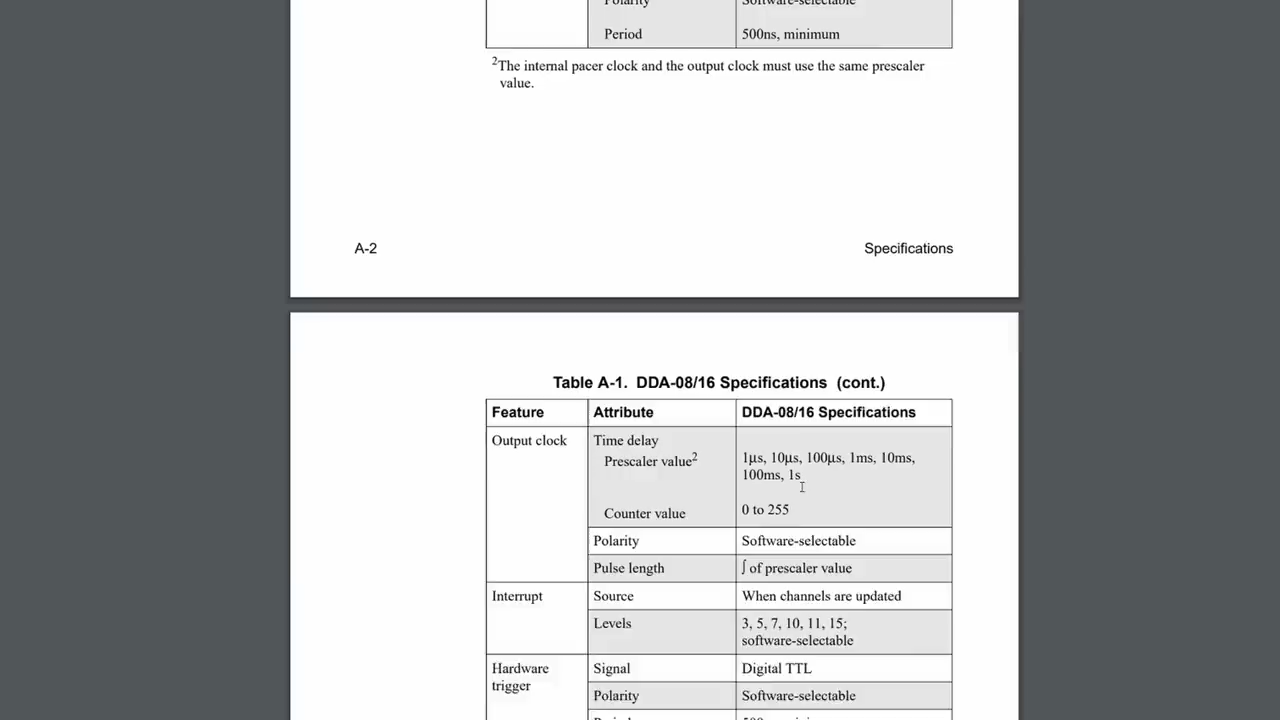 Polarity Software-selectable
Period 500ns, minimum
2The internal pacer clock and the output clock must use the same prescaler
value.
A-2 Specifications
Table A-1. DDA-08/16 Specifications (cont.)
Feature Attribute DDA-08/16 Specifications
Output clock Time delay
Prescaler value2 1µs, 10µs, 100µs, 1ms, 10ms,
100ms, 1s
Counter value 0 to 255
Polarity Software-selectable
Pulse length ∫ of prescaler value
Interrupt Source When channels are updated
Levels 3, 5, 7, 10, 11, 15;
software-selectable
Hardware Signal Digital TTL
trigger
Polarity Software-selectable